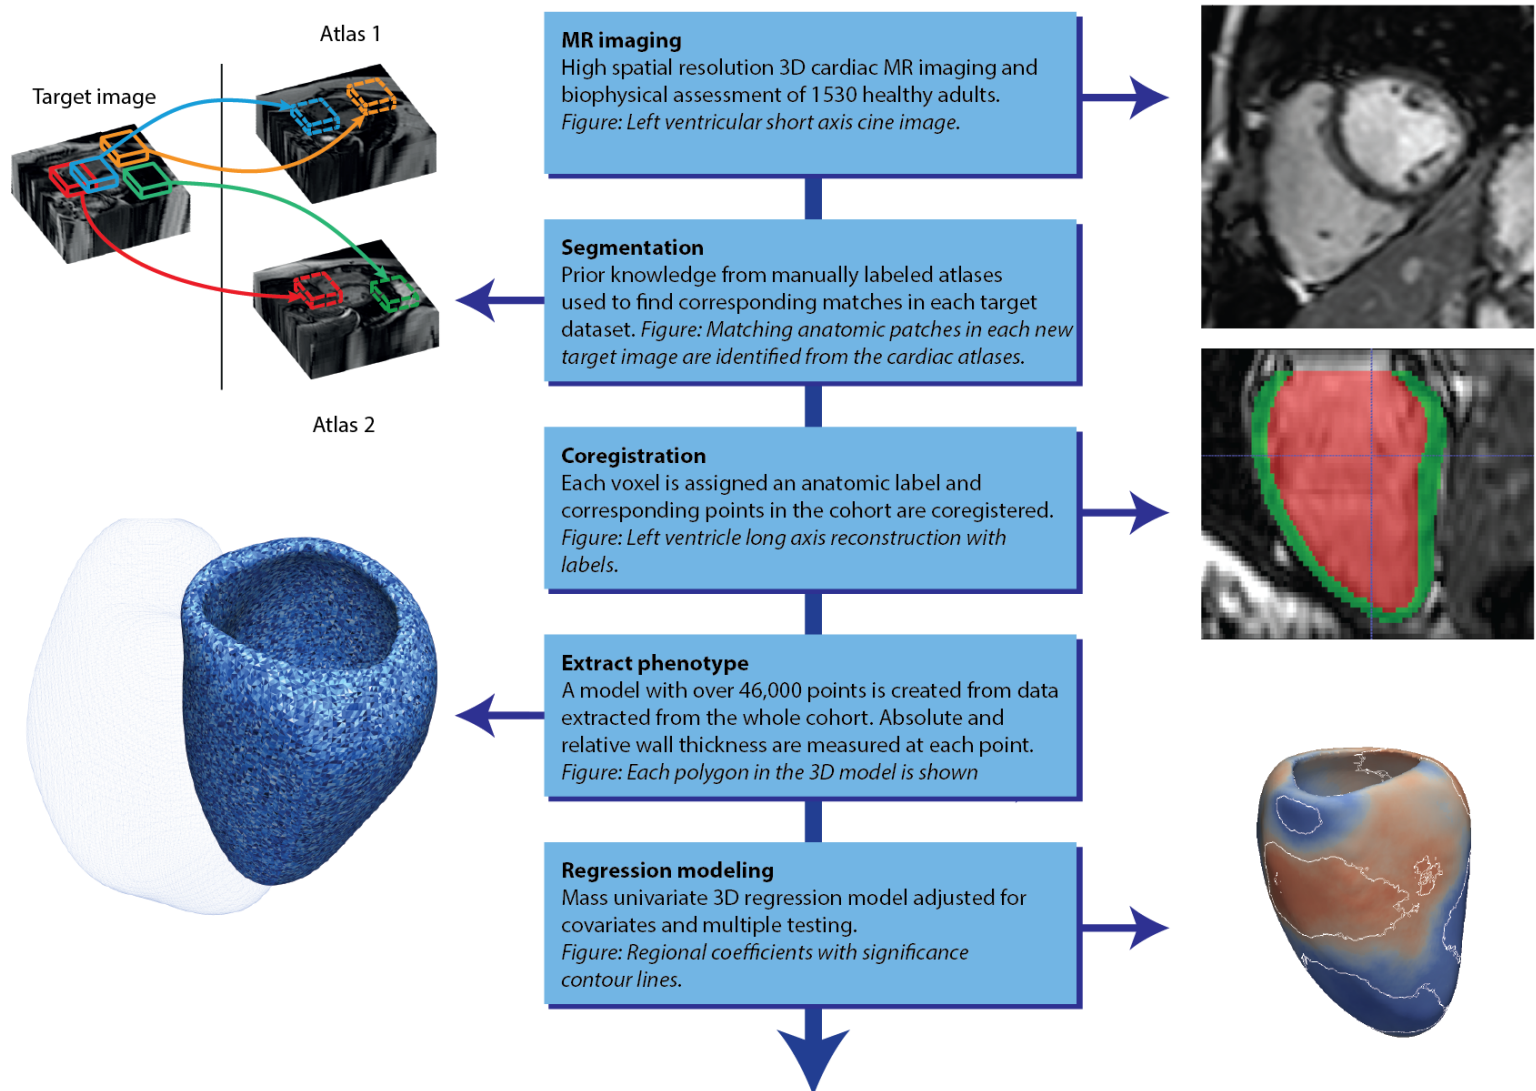 Atlas 1
Target image
Atlas 2
MR imaging
High spatial resolution 3D cardiac MR imaging and
biophysical assessment of 1530 healthy adults.
Figure: Left ventricular short axis cine image.
Segmentation
Prior knowledge from manually labeled atlases
used to find corresponding matches in each target
dataset. Figure: Matching anatomic patches in each new
target image are identified from the cardiac atlases.
Coregistration
Each voxel is assigned an anatomic label and
corresponding points in the cohort are coregistered.
Figure: Left ventricle long axis reconstruction with
labels.
Extract phenotype
A model with over 46,000 points is created from data
extracted from the whole cohort. Absolute and
relative wall thickness are measured at each point.
Figure: Each polygon in the 3D model is shown
Regression modeling
Mass univariate 3D regression model adjusted for
covariates and multiple testing.
Figure: Regional coefficients with significance
contour lines.